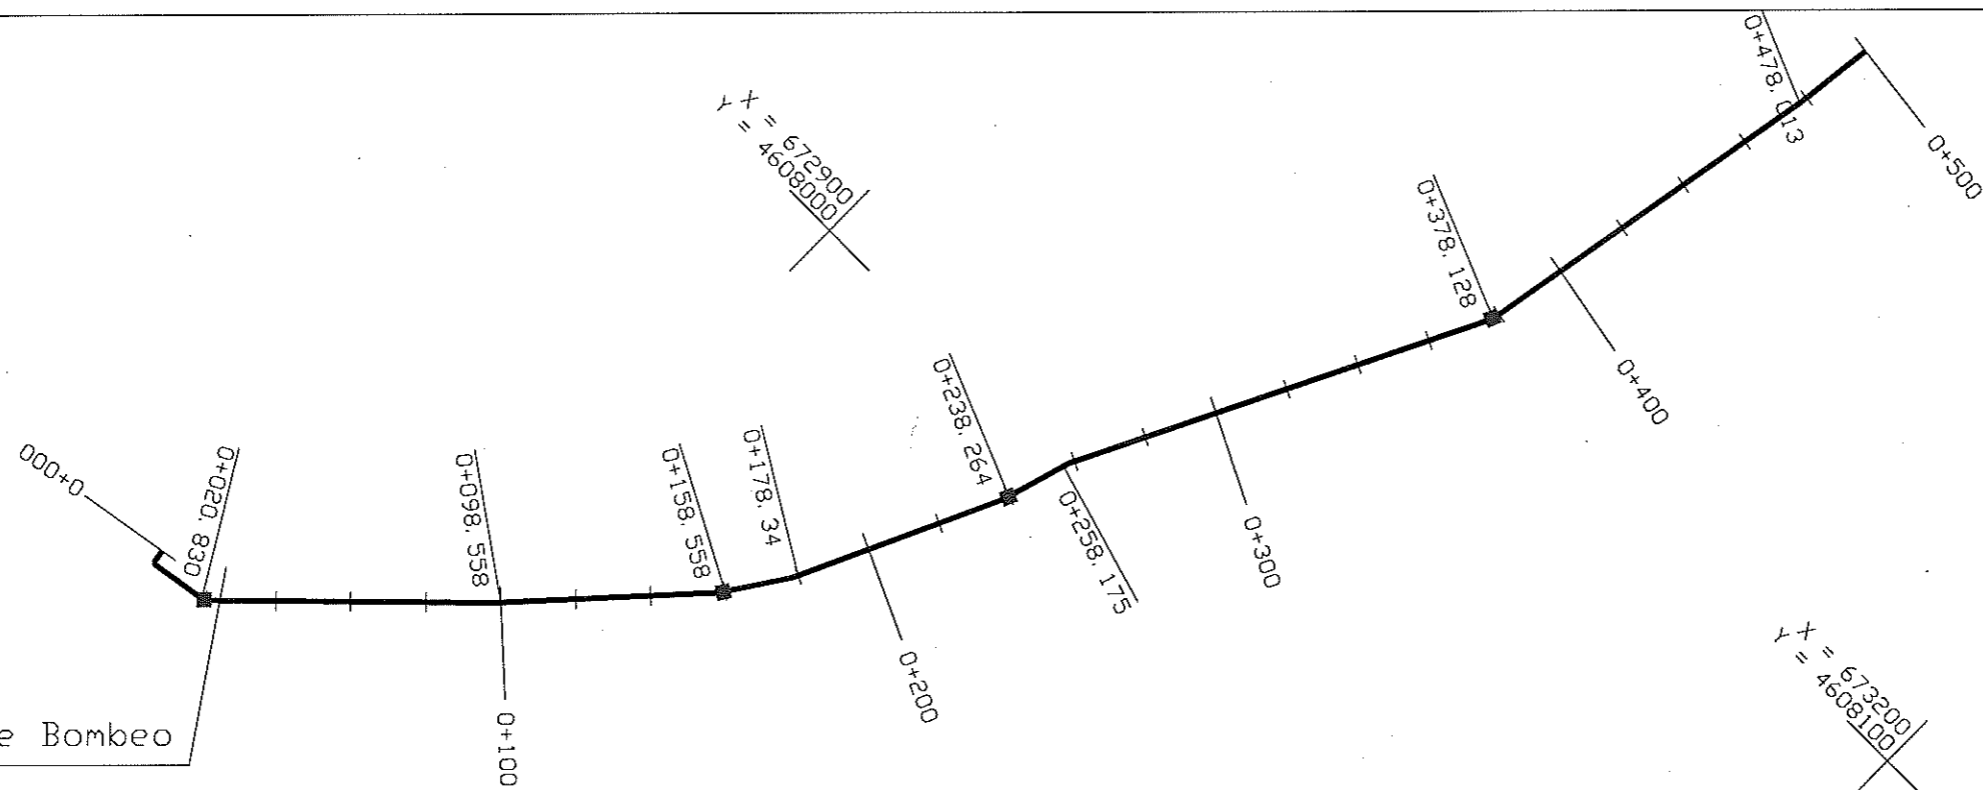 0+000
0+020, 830
0+098, 558
0+100
0+158, 558
0+178, 34
0+200
0+238, 264
0+258, 175
0+300
0+378, 128
0+400
0+478, 013
0+500
X = 672900
Y = 4608000
X = 673200
Y = 4608100
e Bombeo